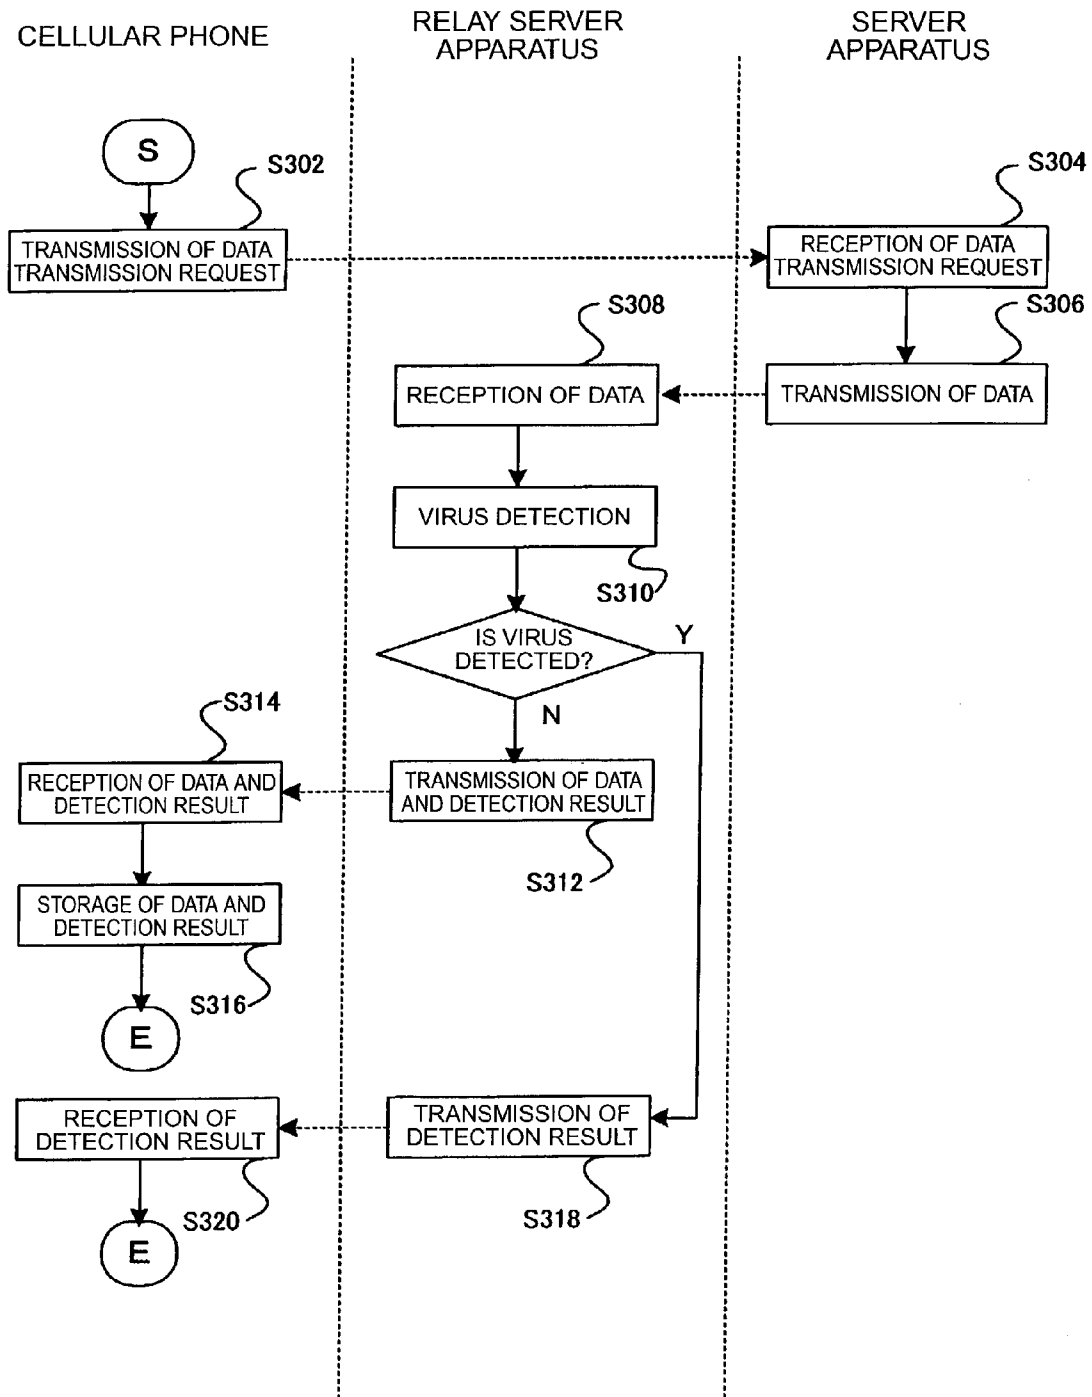 CELLULAR PHONE
RELAY SERVER
APPARATUS
SERVER
APPARATUS
S
S302
S304
TRANSMISSION OF DATA
TRANSMISSION REQUEST
RECEPTION OF DATA
TRANSMISSION REQUEST
S308
S306
RECEPTION OF DATA
TRANSMISSION OF DATA
VIRUS DETECTION
S310
IS VIRUS
DETECTED?
Y
N
S314
RECEPTION OF DATA AND
DETECTION RESULT
TRANSMISSION OF DATA
AND DETECTION RESULT
S312
STORAGE OF DATA AND
DETECTION RESULT
S316
E
RECEPTION OF
DETECTION RESULT
TRANSMISSION OF
DETECTION RESULT
S320
S318
E